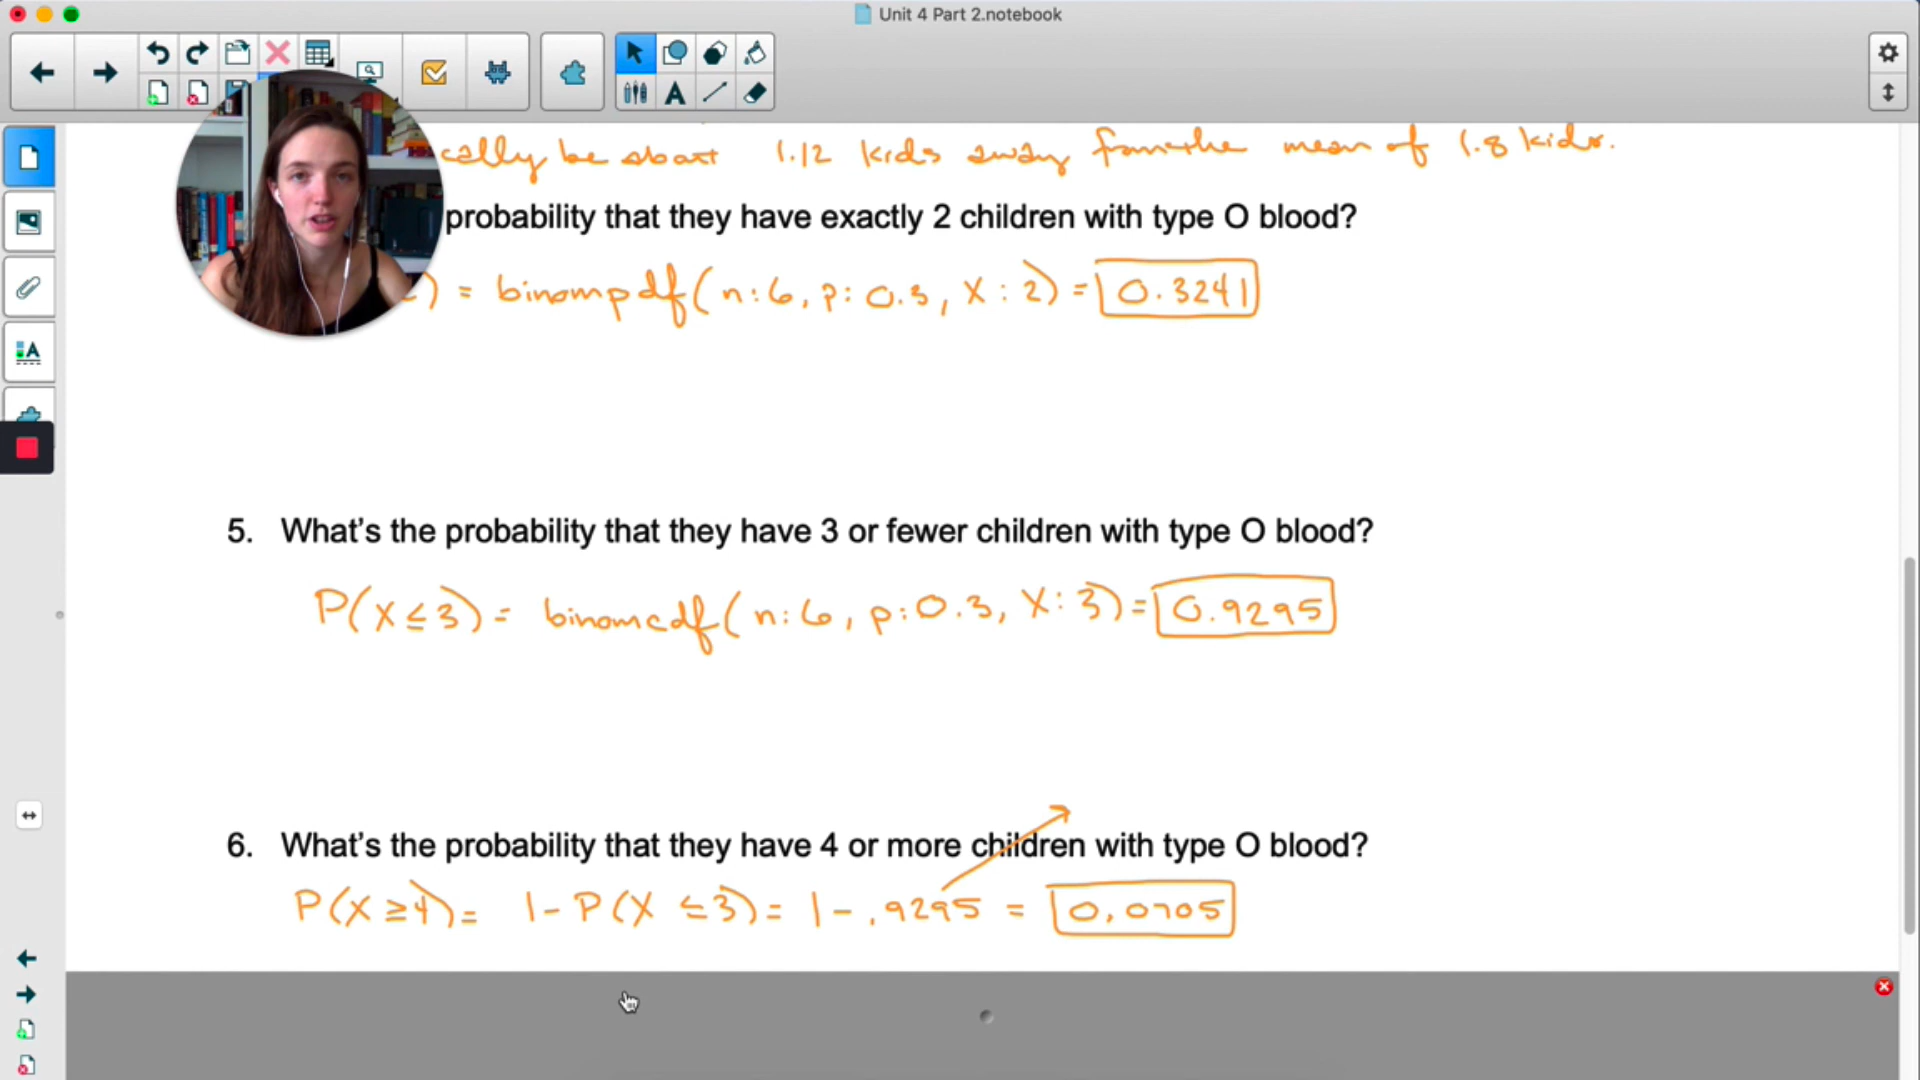 Unit 4 Part 2.notebook
cally be about 1.12 kids away from the mean of 1.8 kids.
probability that they have exactly 2 children with type O blood?
) = binompdf(n:6, p:0.3, X:2) = 0.3241
5. What's the probability that they have 3 or fewer children with type O blood?
P(X ≤ 3) = binomcdf(n:6, p:0.3, X:3) = 0.9295
6. What's the probability that they have 4 or more children with type O blood?
P(X ≥ 4) = 1 - P(X ≤ 3) = 1 - .9295 = 0.0705